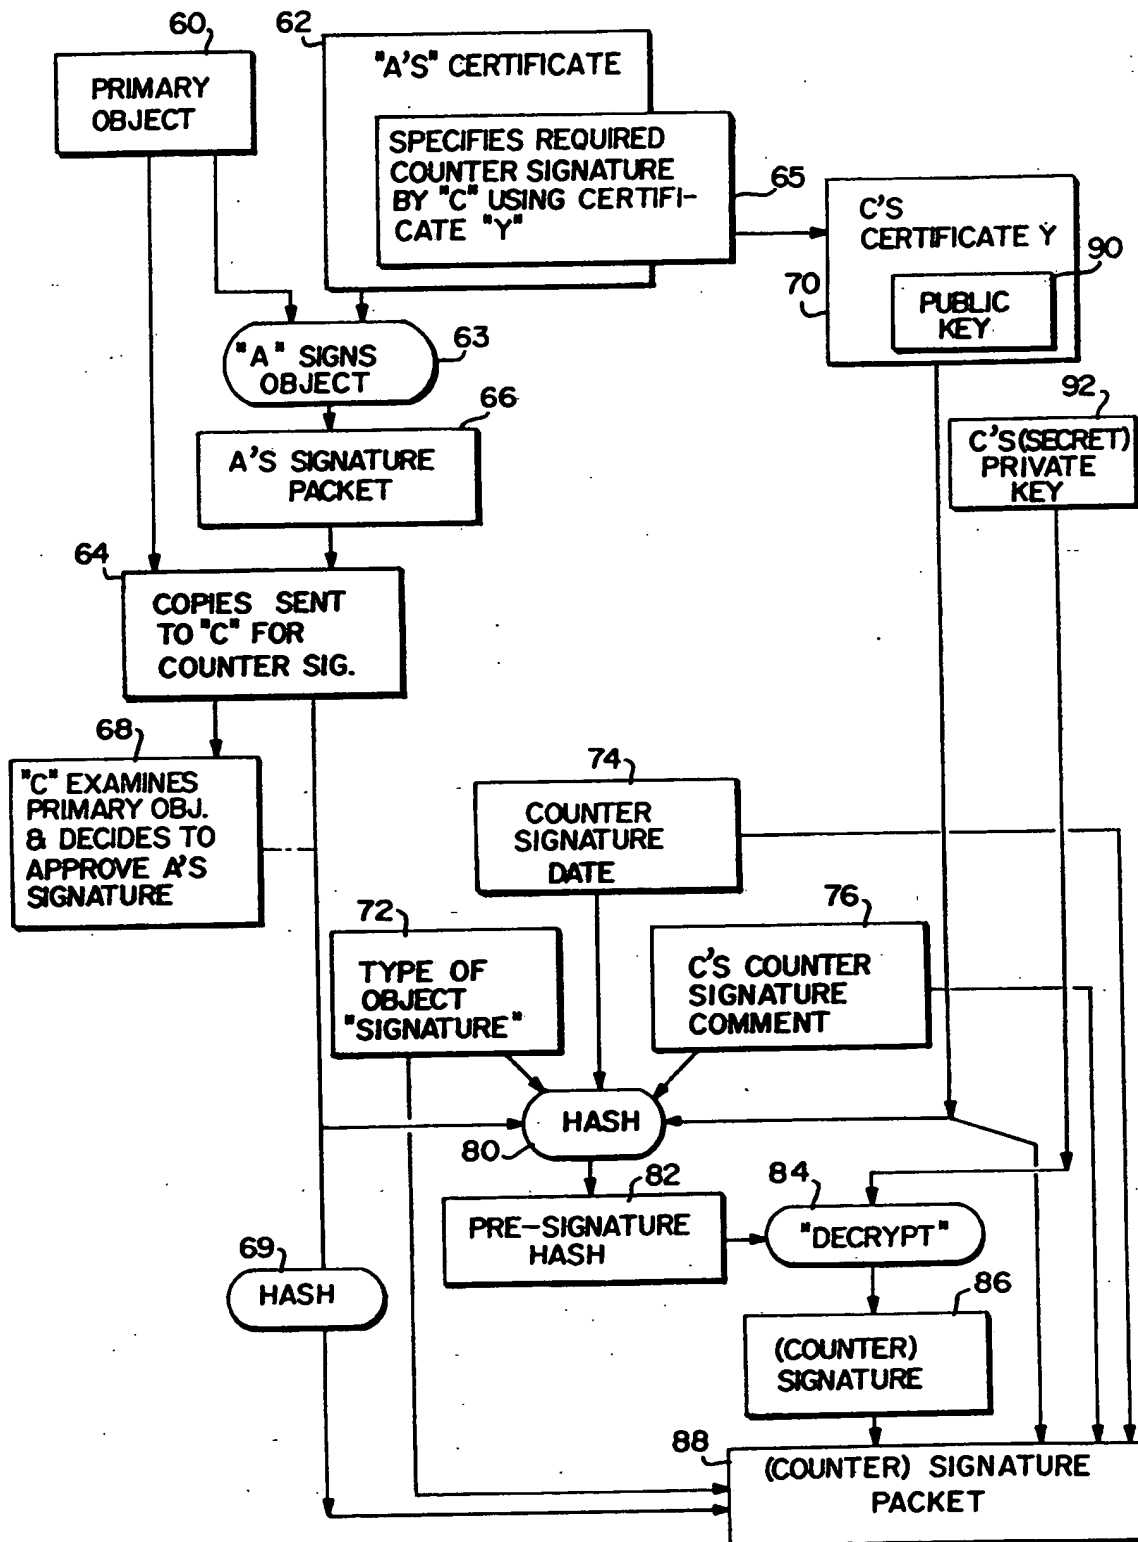 60
PRIMARY
OBJECT
62
"A'S" CERTIFICATE
SPECIFIES REQUIRED
COUNTER SIGNATURE
BY "C" USING CERTIFI-
CATE "Y"
65
C'S
CERTIFICATE Y
70
90
PUBLIC
KEY
"A" SIGNS
OBJECT
63
66
A'S SIGNATURE
PACKET
92
C'S (SECRET)
PRIVATE
KEY
64
COPIES SENT
TO "C" FOR
COUNTER SIG.
68
"C" EXAMINES
PRIMARY OBJ.
& DECIDES TO
APPROVE A'S
SIGNATURE
74
COUNTER
SIGNATURE
DATE
72
TYPE OF
OBJECT
"SIGNATURE"
76
C'S COUNTER
SIGNATURE
COMMENT
HASH
80
82
PRE-SIGNATURE
HASH
84
"DECRYPT"
69
HASH
86
(COUNTER)
SIGNATURE
88
(COUNTER) SIGNATURE
PACKET